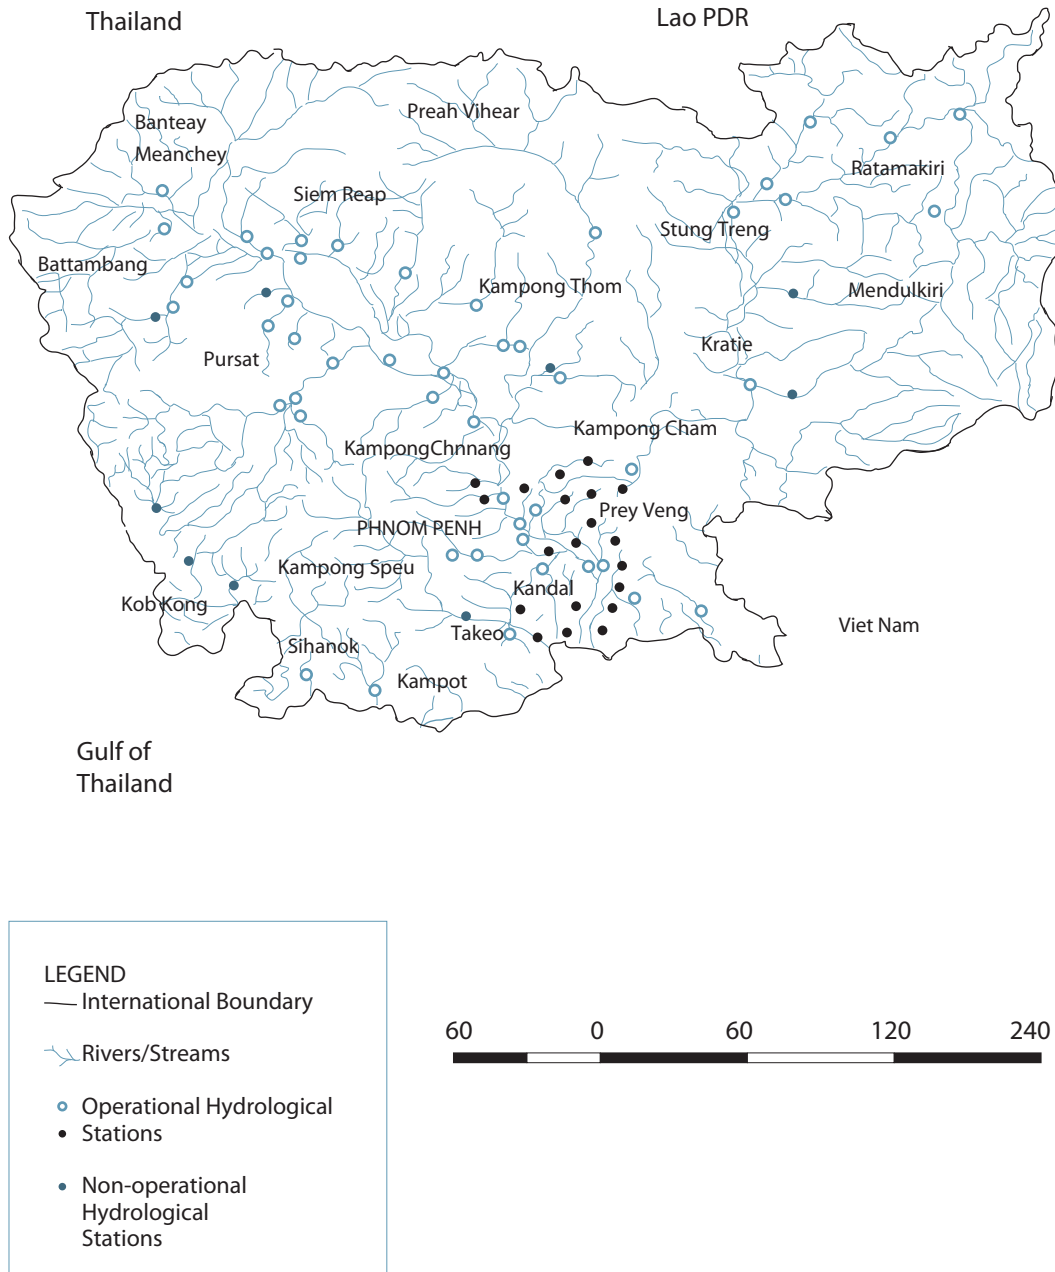 Thailand
Lao PDR
Preah Vihear
Banteay
Meanchey
Ratamakiri
Siem Reap
Stung Treng
Battambang
Kampong Thom
Mendulkiri
Kratie
Pursat
Kampong Cham
KampongChnnang
Prey Veng
PHNOM PENH
Kampong Speu
Kandal
Kob Kong
Takeo
Viet Nam
Sihanok
Kampot
Gulf of
Thailand
LEGEND
International Boundary
Rivers/Streams
Operational Hydrological
Stations
Non-operational
Hydrological
Stations
60 0 60 120 240